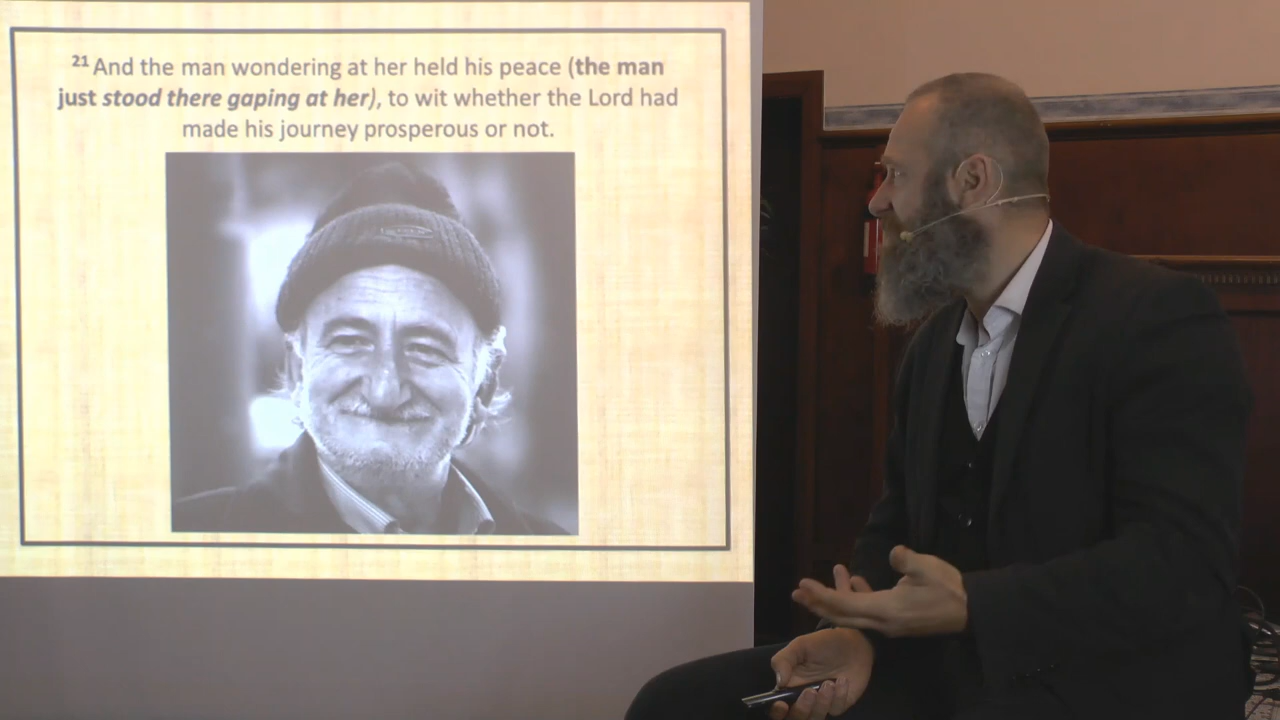 21 And the man wondering at her held his peace (the man
just stood there gaping at her), to wit whether the Lord had
made his journey prosperous or not.